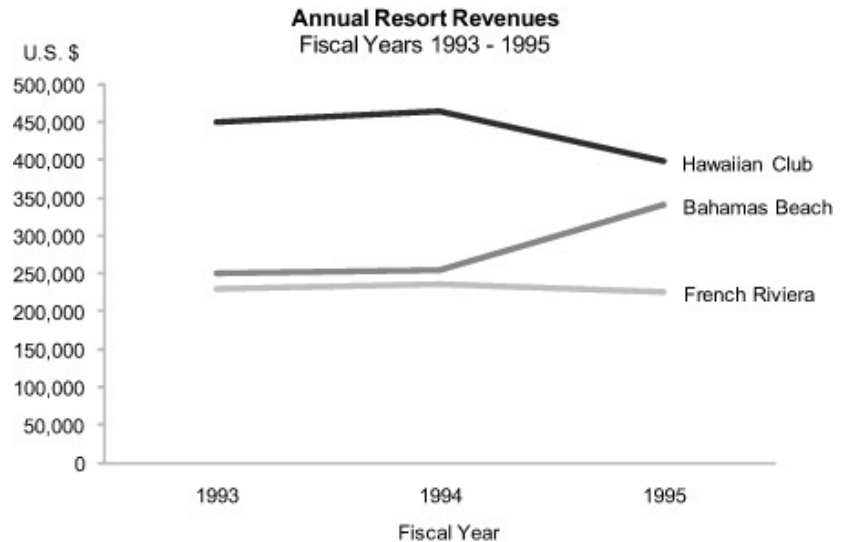 Annual Resort Revenues
Fiscal Years 1993 - 1995
U.S. $
500,000
450,000
400,000
350,000
300,000
250,000
200,000
150,000
100,000
50,000
0
Hawaiian Club
Bahamas Beach
French Riviera
1993 1994 1995
Fiscal Year